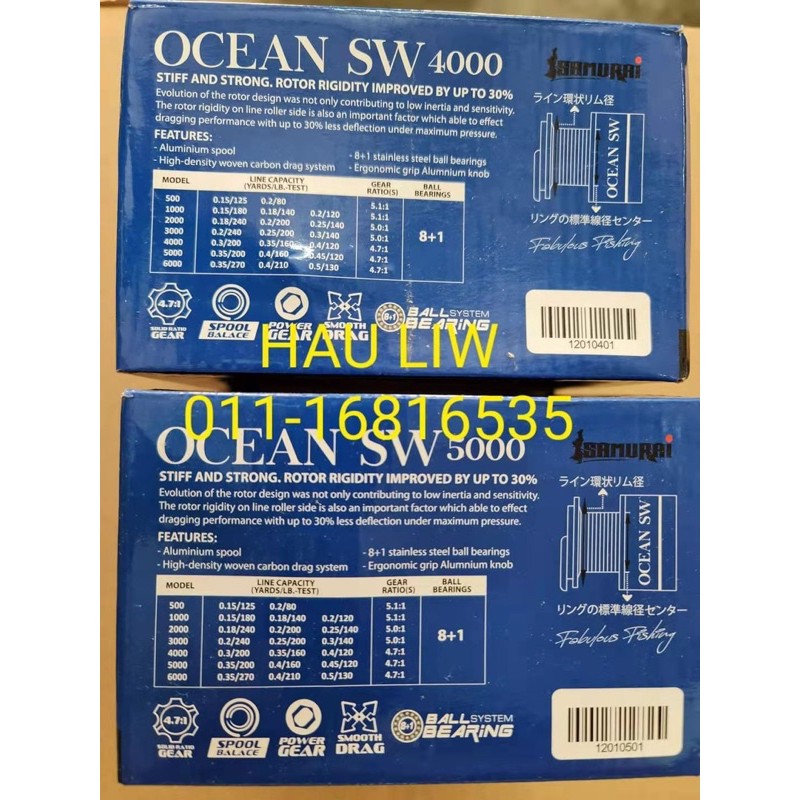 OCEAN SW 4000
SAMURAI
STIFF AND STRONG. ROTOR RIGIDITY IMPROVED BY UP TO 30%
Evolution of the rotor design was not only contributing to low inertia and sensitivity.
The rotor rigidity on line roller side is also an important factor which able to effect
dragging performance with up to 30% less deflection under maximum pressure.
FEATURES:
- Aluminium spool
- 8+1 stainless steel ball bearings
- High-density woven carbon drag system
- Ergonomic grip Alumnium knob
MODEL LINE CAPACITY (YARDS/LB.-TEST) GEAR RATIO(S) BALL BEARINGS
500 0.15/125 0.2/80 5.1:1
1000 0.15/180 0.18/140 0.2/120 5.1:1
2000 0.18/240 0.2/200 0.25/140 5.0:1
3000 0.2/240 0.25/200 0.3/140 5.0:1
4000 0.3/200 0.35/160 0.4/120 4.7:1
5000 0.35/200 0.4/160 0.45/120 4.7:1
6000 0.35/270 0.4/210 0.5/130 4.7:1
8+1
ライン環状リム径
OCEAN SW
リングの標準線径センター
Fabulous Fishing
4.7:1
SOLID RATIO GEAR
SPOOL BALACE
POWER GEAR
SMOOTH DRAG
8+1
BALL SYSTEM BEARING
12010401
HAU LIW
011-16816535
OCEAN SW 5000
SAMURAI
STIFF AND STRONG. ROTOR RIGIDITY IMPROVED BY UP TO 30%
Evolution of the rotor design was not only contributing to low inertia and sensitivity.
The rotor rigidity on line roller side is also an important factor which able to effect
dragging performance with up to 30% less deflection under maximum pressure.
FEATURES:
- Aluminium spool
- 8+1 stainless steel ball bearings
- High-density woven carbon drag system
- Ergonomic grip Alumnium knob
MODEL LINE CAPACITY (YARDS/LB.-TEST) GEAR RATIO(S) BALL BEARINGS
500 0.15/125 0.2/80 5.1:1
1000 0.15/180 0.18/140 0.2/120 5.1:1
2000 0.18/240 0.2/200 0.25/140 5.0:1
3000 0.2/240 0.25/200 0.3/140 5.0:1
4000 0.3/200 0.35/160 0.4/120 4.7:1
5000 0.35/200 0.4/160 0.45/120 4.7:1
6000 0.35/270 0.4/210 0.5/130 4.7:1
8+1
ライン環状リム径
OCEAN SW
リングの標準線径センター
Fabulous Fishing
4.7:1
SOLID RATIO GEAR
SPOOL BALACE
POWER GEAR
SMOOTH DRAG
8+1
BALL SYSTEM BEARING
12010501